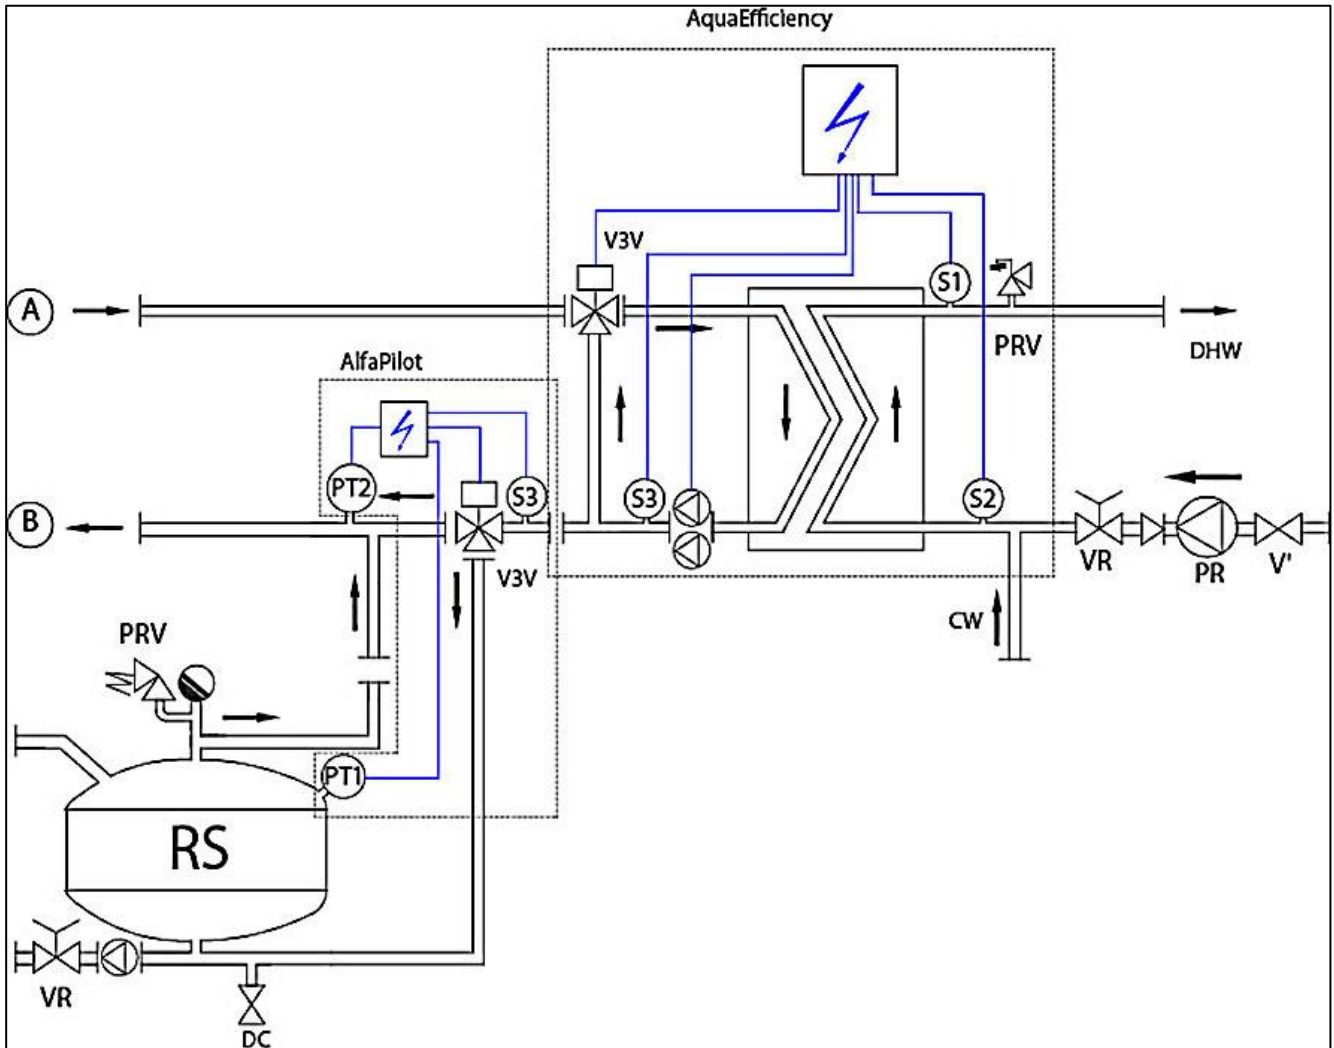 AquaEfficiency
V3V
S1
A
PRV
DHW
AlfaPilot
PT2
S3
S3
S2
B
V3V
VR
PR
V'
CW
PRV
PT1
RS
VR
DC